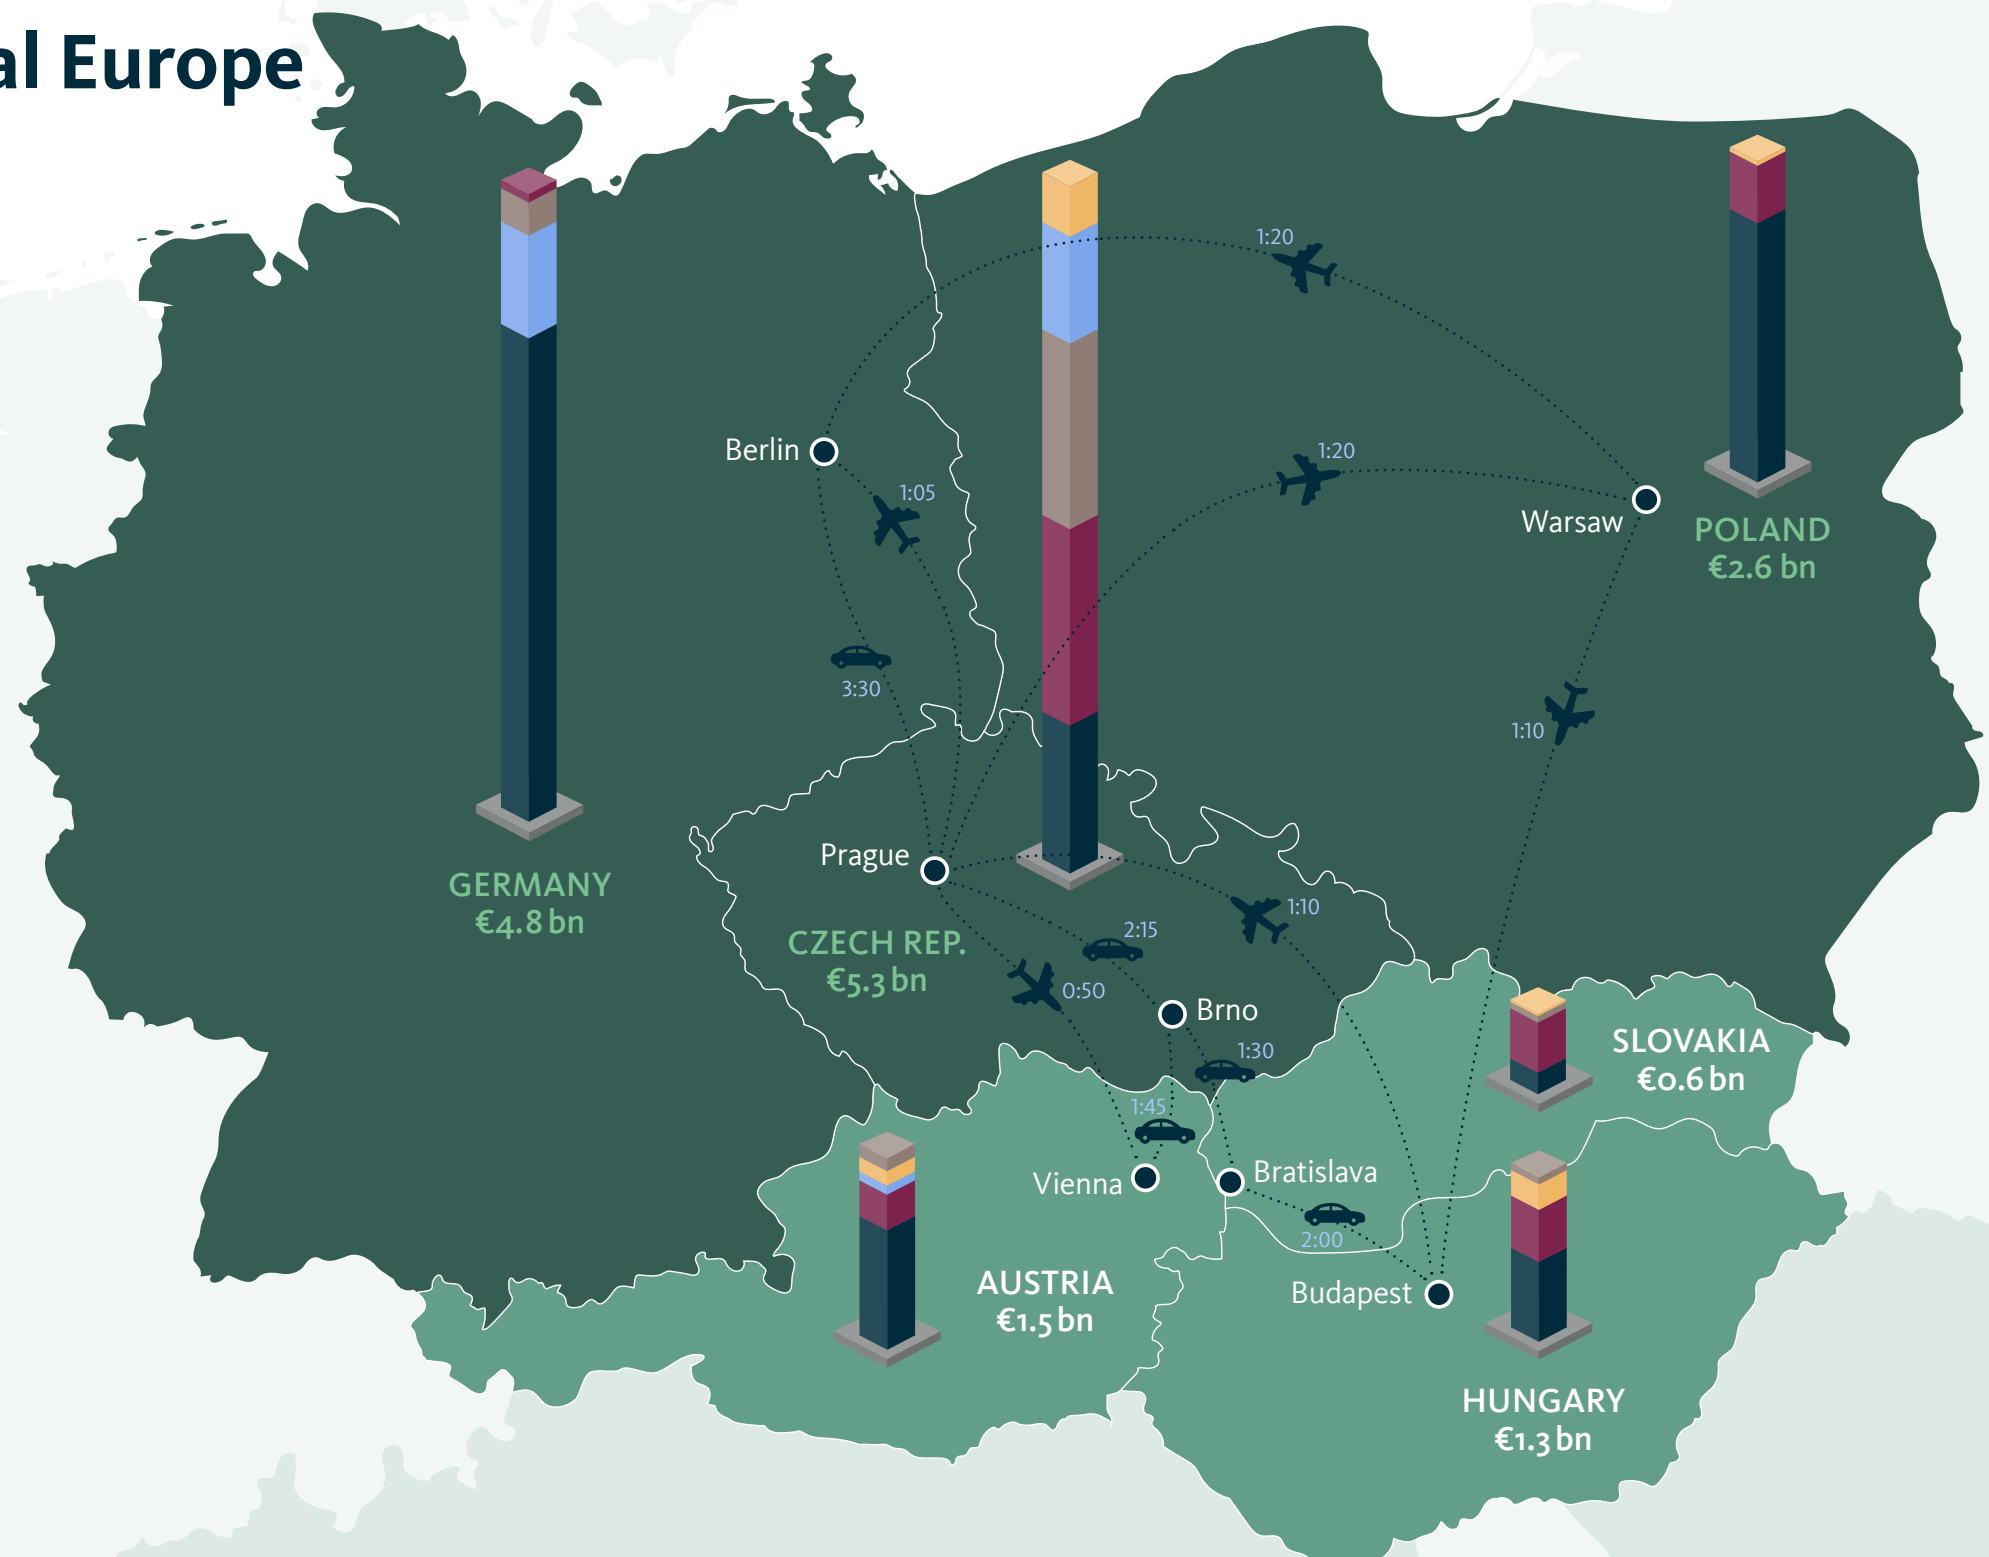 al Europe
1:20
Berlin
1:20
1:05
Warsaw
POLAND
€2.6 bn
3:30
1:10
Prague
GERMANY
€4.8 bn
1:10
2:15
CZECH REP.
€5.3 bn
0:50
Brno
SLOVAKIA
€0.6 bn
1:30
1:45
Vienna
Bratislava
2:00
AUSTRIA
€1.5 bn
Budapest
HUNGARY
€1.3 bn